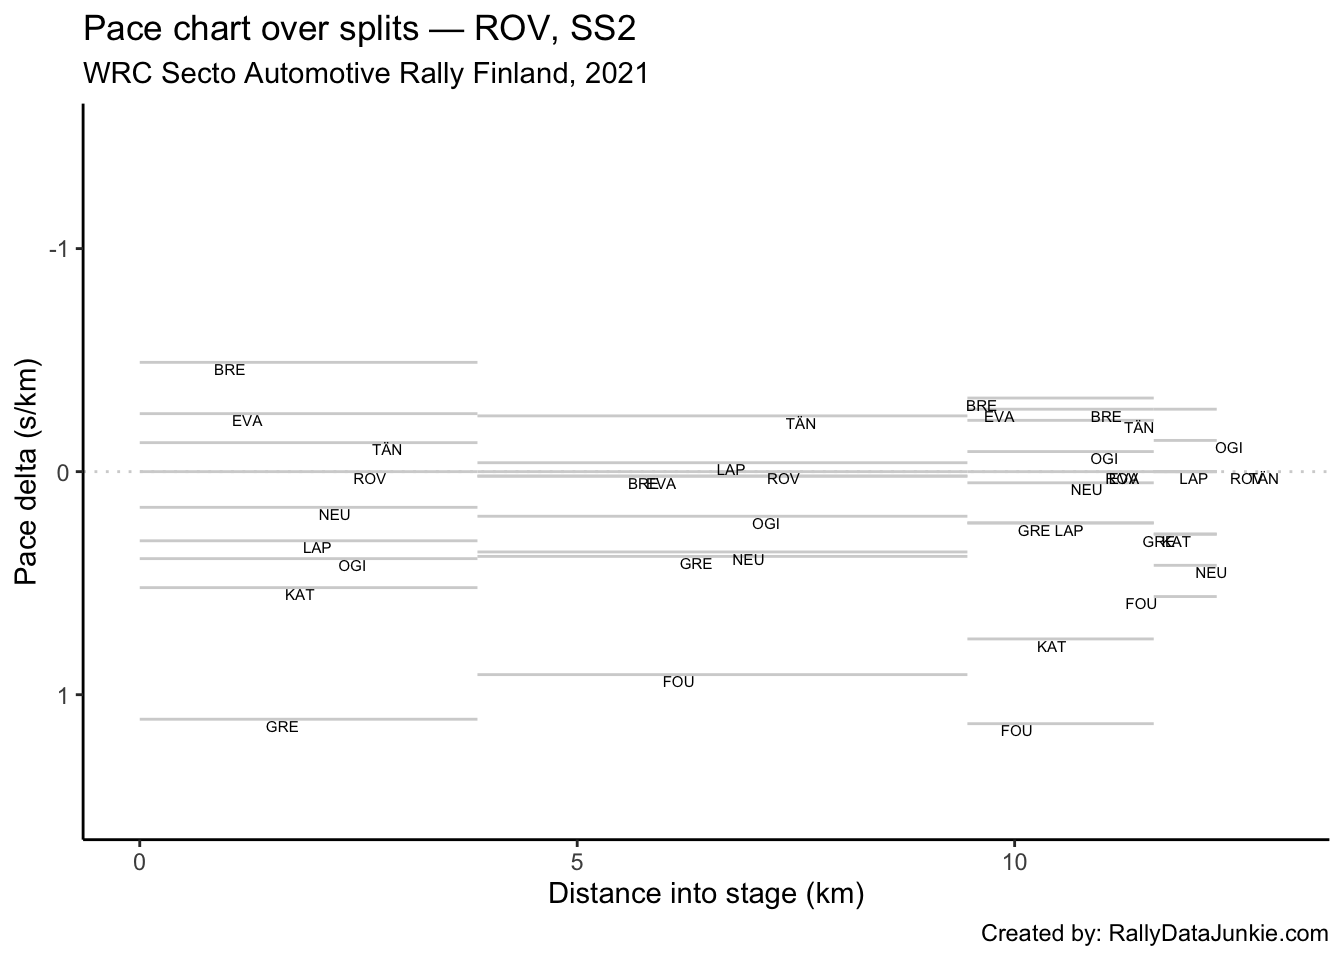 Pace chart over splits — ROV, SS2
WRC Secto Automotive Rally Finland, 2021
Pace delta (s/km)
-1
0
1
BRE
EVA
TÄN
ROV
NEU
LAP
OGI
KAT
GRE
TÄN
LAP
BRE
EVA
ROV
OGI
NEU
GRE
FOU
BRE
EVA
TÄN
OGI
ROV
NEU
GRE
LAP
KAT
FOU
BRE
OGI
EVA
LAP
ROV
TÄN
GRE
KAT
NEU
FOU
0
5
10
Distance into stage (km)
Created by: RallyDataJunkie.com